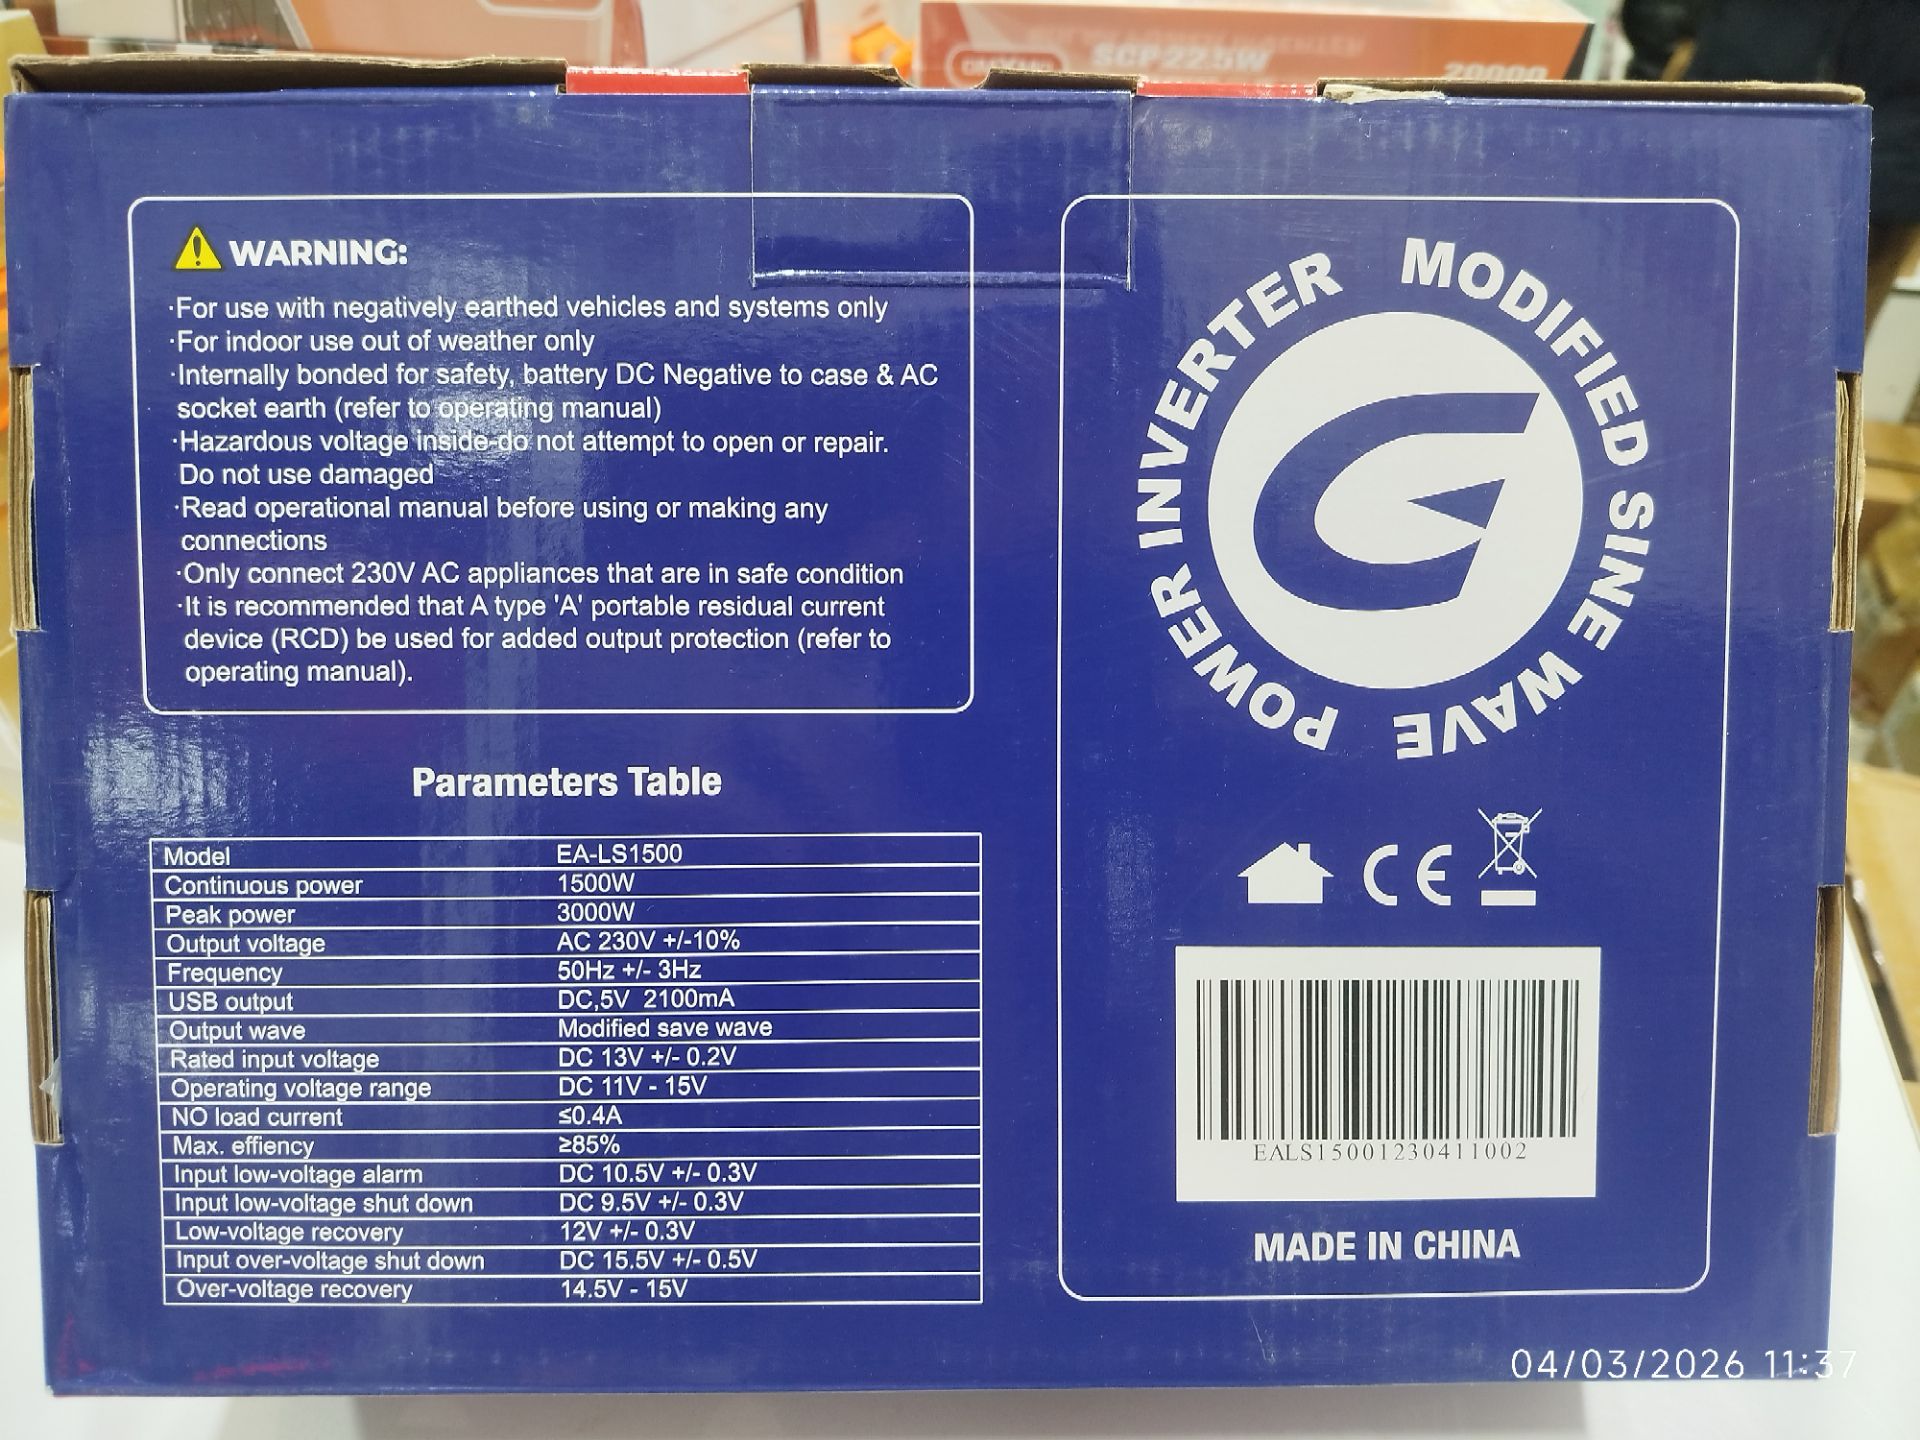 SCP 22.5W
20000
WARNING:
·For use with negatively earthed vehicles and systems only
·For indoor use out of weather only
·Internally bonded for safety, battery DC Negative to case & AC
socket earth (refer to operating manual)
·Hazardous voltage inside-do not attempt to open or repair.
Do not use damaged
·Read operational manual before using or making any
connections
·Only connect 230V AC appliances that are in safe condition
·It is recommended that A type 'A' portable residual current
device (RCD) be used for added output protection (refer to
operating manual).
Parameters Table
Model EA-LS1500
Continuous power 1500W
Peak power 3000W
Output voltage AC 230V +/-10%
Frequency 50Hz +/- 3Hz
USB output DC,5V 2100mA
Output wave Modified save wave
Rated input voltage DC 13V +/- 0.2V
Operating voltage range DC 11V - 15V
NO load current ≤0.4A
Max. effiency ≥85%
Input low-voltage alarm DC 10.5V +/- 0.3V
Input low-voltage shut down DC 9.5V +/- 0.3V
Low-voltage recovery 12V +/- 0.3V
Input over-voltage shut down DC 15.5V +/- 0.5V
Over-voltage recovery 14.5V - 15V
POWER INVERTER MODIFIED SINE WAVE
CE
EALS15001230411002
MADE IN CHINA
04/03/2026 11:37